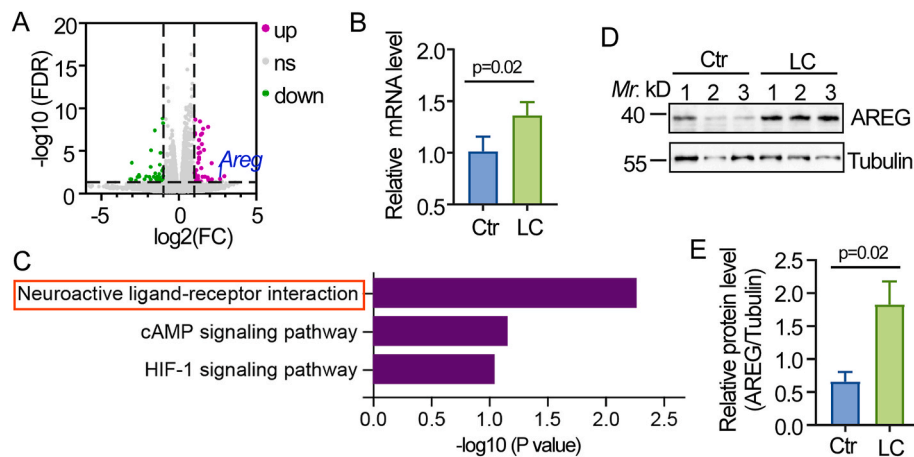 A
20
15
10
5
0
-log10 (FDR)
-5
0
5
log2(FC)
up
ns
down
Areg
B
Relative mRNA level
2.0
1.5
1.0
0.5
p=0.02
Ctr
LC
C
Neuroactive ligand-receptor interaction
cAMP signaling pathway
HIF-1 signaling pathway
0.0 0.5 1.0 1.5 2.0 2.5
-log10 (P value)
D
Ctr LC
Mr: kD 1 2 3 1 2 3
40 AREG
55 Tubulin
E
Relative protein level
(AREG/Tubulin)
2.5
2.0
1.5
1.0
0.5
0.0
p=0.02
Ctr
LC